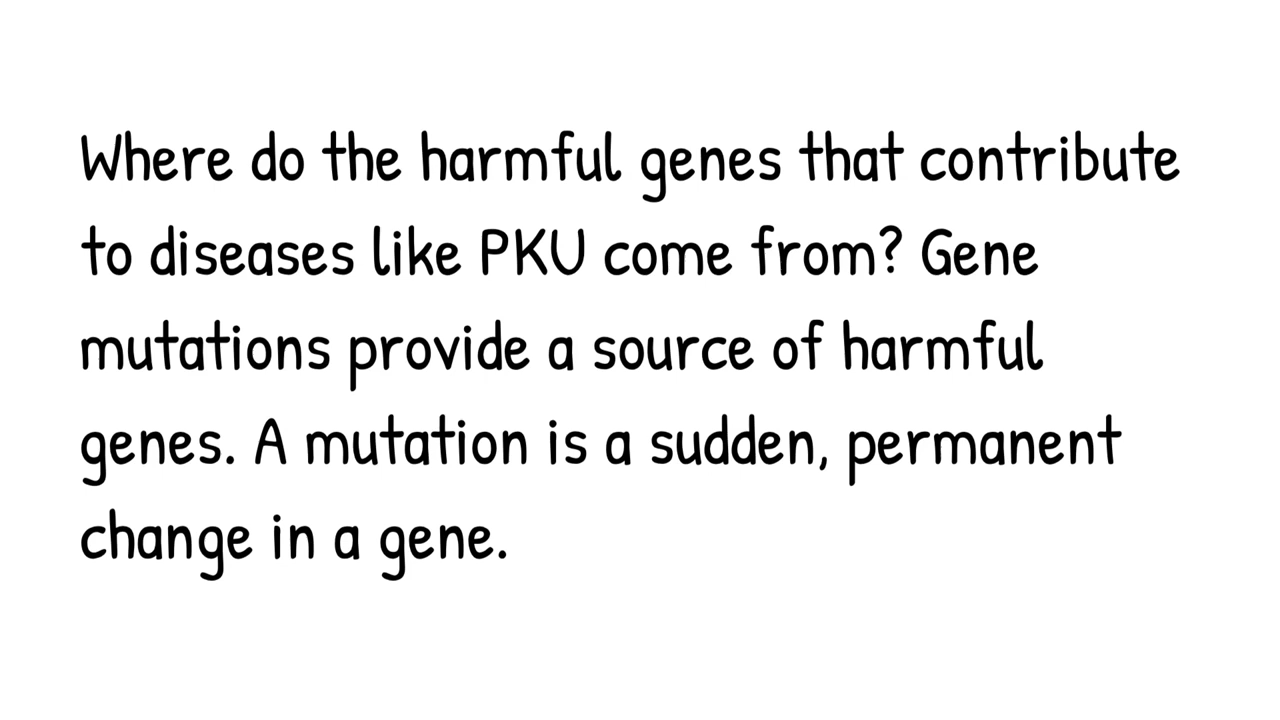 Where do the harmful genes that contribute
to diseases like PKU come from? Gene
mutations provide a source of harmful
genes. A mutation is a sudden, permanent
change in a gene.